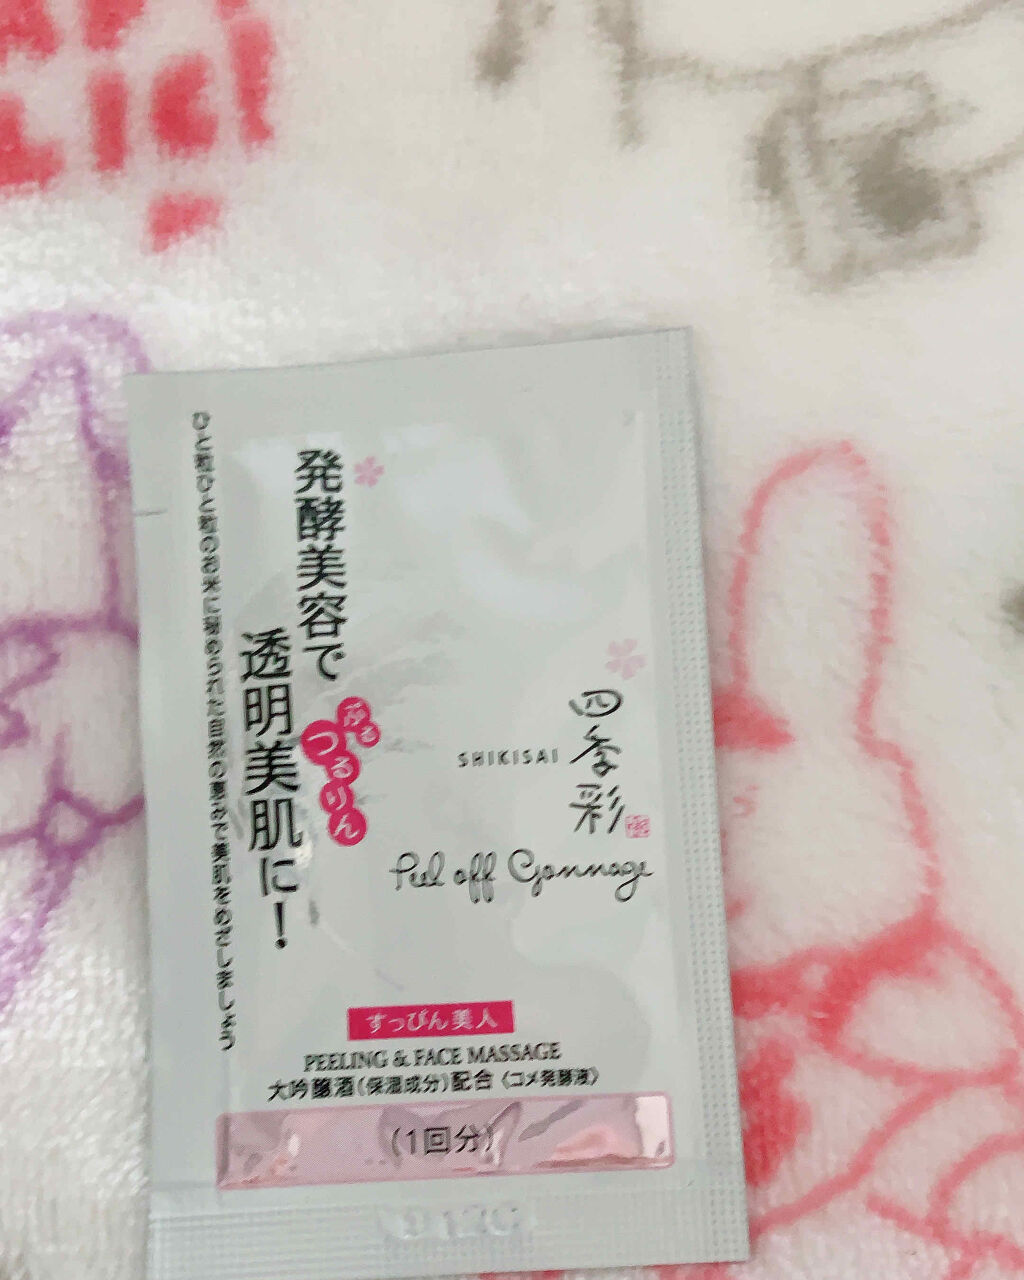 四季彩
SHIKISAI
Peel off Gommage
発酵美容で
ぷる
つるりん
透明美肌に!
ひと粒ひと粒のお米に秘められた自然の恵みで美肌をめざしましょう
すっぴん美人
PEELING & FACE MASSAGE
大吟醸酒(保湿成分)配合〈コメ発酵液〉
(1回分)